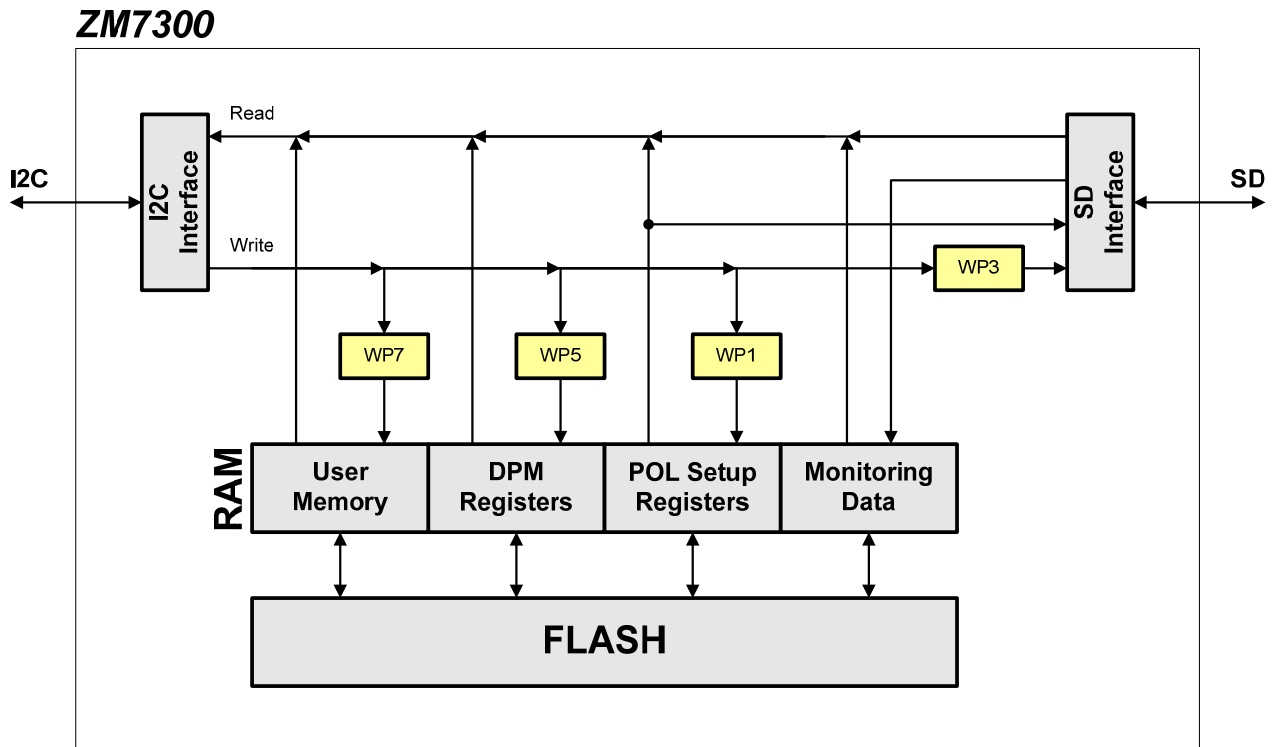 ZM7300
Read
I2C
I2C
Interface
SD
Interface
SD
Write
WP3
WP7
WP5
WP1
RAM
User
Memory
DPM
Registers
POL Setup
Registers
Monitoring
Data
FLASH